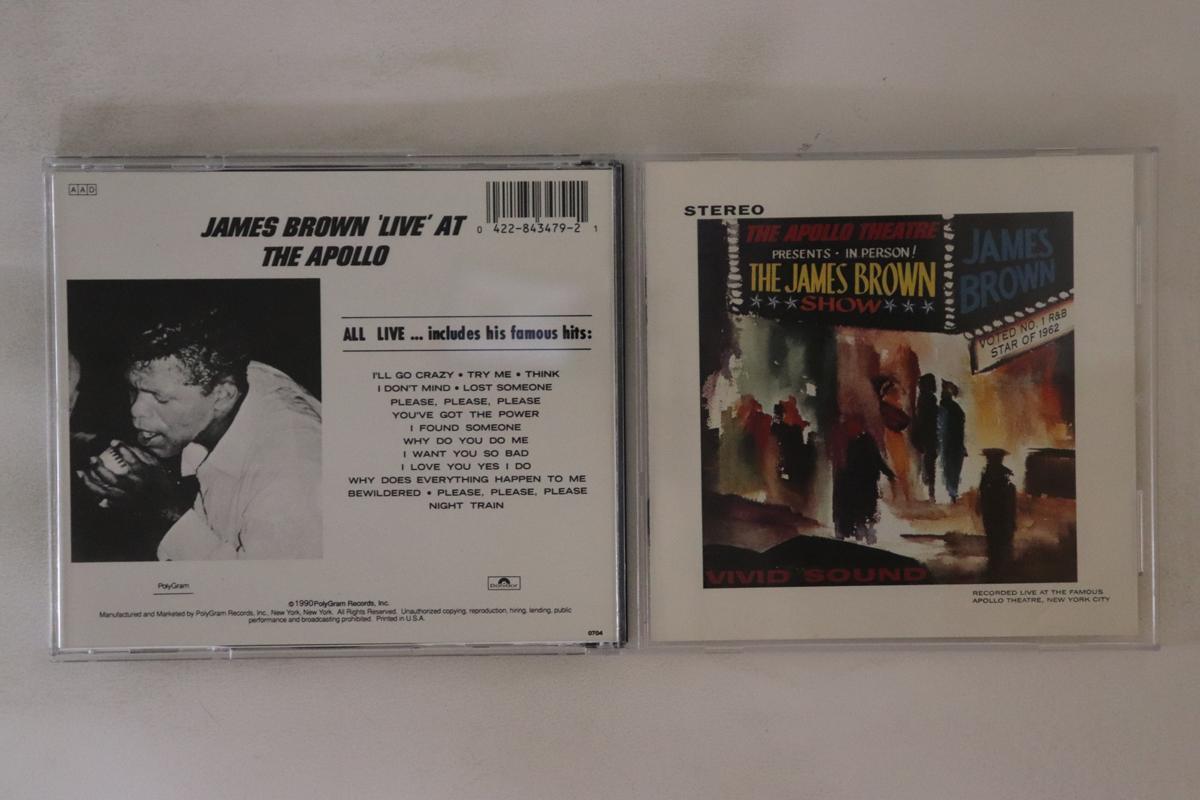 AAD
JAMES BROWN 'LIVE' AT
THE APOLLO
0 422-843479-2 1
ALL LIVE ... includes his famous hits:
I'LL GO CRAZY • TRY ME • THINK
I DON'T MIND • LOST SOMEONE
PLEASE, PLEASE, PLEASE
YOU'VE GOT THE POWER
I FOUND SOMEONE
WHY DO YOU DO ME
I WANT YOU SO BAD
I LOVE YOU YES I DO
WHY DOES EVERYTHING HAPPEN TO ME
BEWILDERED • PLEASE, PLEASE, PLEASE
NIGHT TRAIN
PolyGram
Polydor
©1990 PolyGram Records, Inc.
Manufactured and Marketed by PolyGram Records, Inc. New York, New York. All Rights Reserved. Unauthorized copying, reproduction, hiring, lending, public
performance and broadcasting prohibited. Printed in U.S.A.
0704
STEREO
THE APOLLO THEATRE
PRESENTS · IN PERSON!
THE JAMES BROWN
★★★SHOW★★★
JAMES
BROWN
VOTED NO. 1 R&B
STAR OF 1962
VIVID SOUND
RECORDED LIVE AT THE FAMOUS
APOLLO THEATRE, NEW YORK CITY